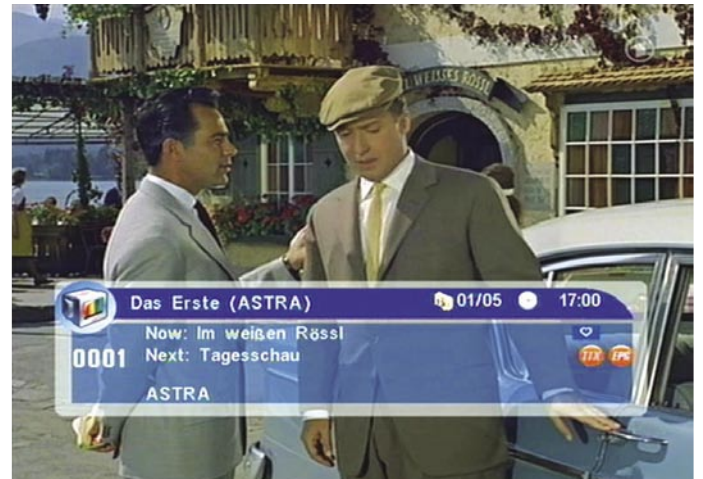 WEISSES RÖSSL
Das Erste (ASTRA) 01/05 17:00
Now: Im weißen Rössl
0001 Next: Tagesschau TTX EPG
ASTRA